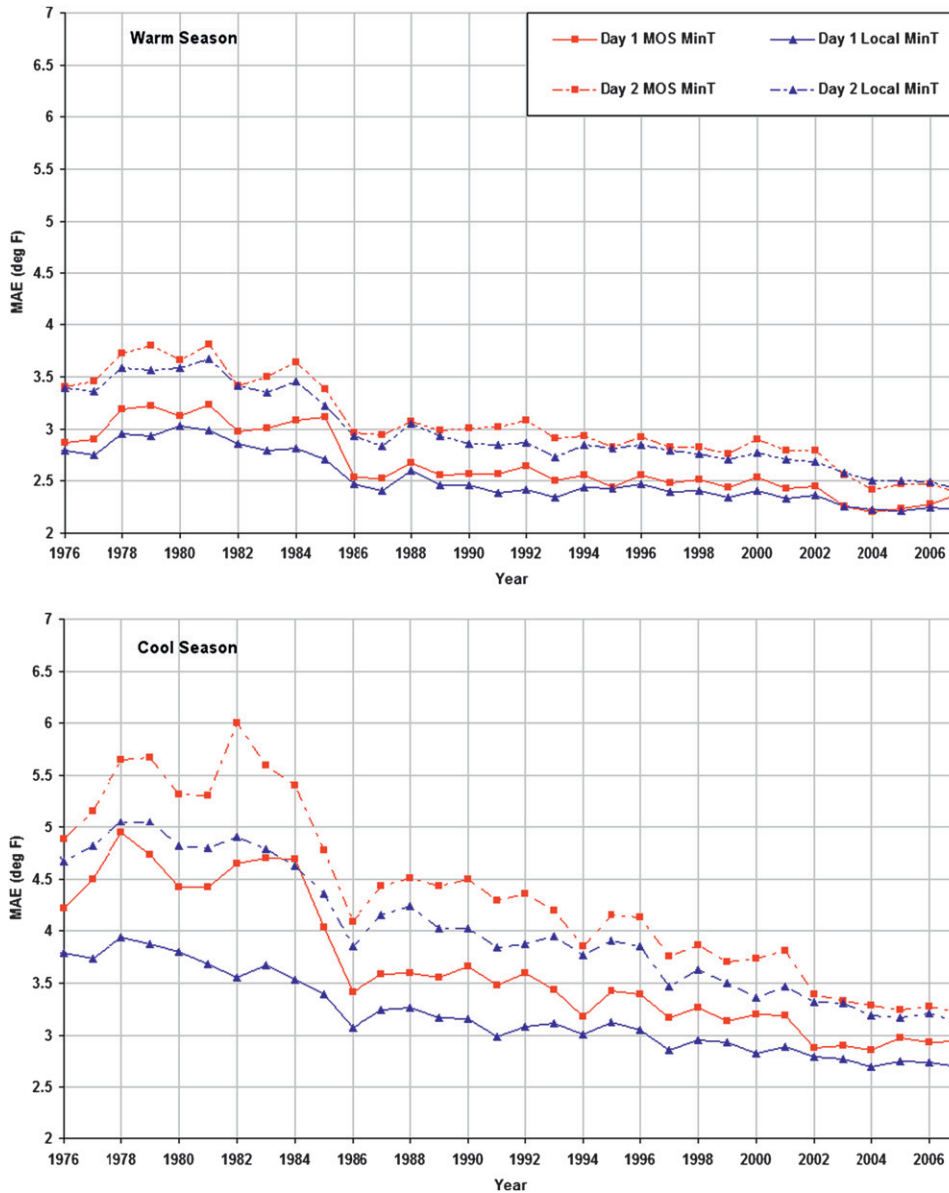 7
Warm Season
Day 1 MOS MinT
Day 1 Local MinT
6.5
Day 2 MOS MinT
Day 2 Local MinT
6
5.5
5
4.5
4
3.5
3
2.5
2
MAE (deg F)
1976 1978 1980 1982 1984 1986 1988 1990 1992 1994 1996 1998 2000 2002 2004 2006
Year
7
Cool Season
6.5
6
5.5
5
4.5
4
3.5
3
2.5
2
MAE (deg F)
1976 1978 1980 1982 1984 1986 1988 1990 1992 1994 1996 1998 2000 2002 2004 2006
Year